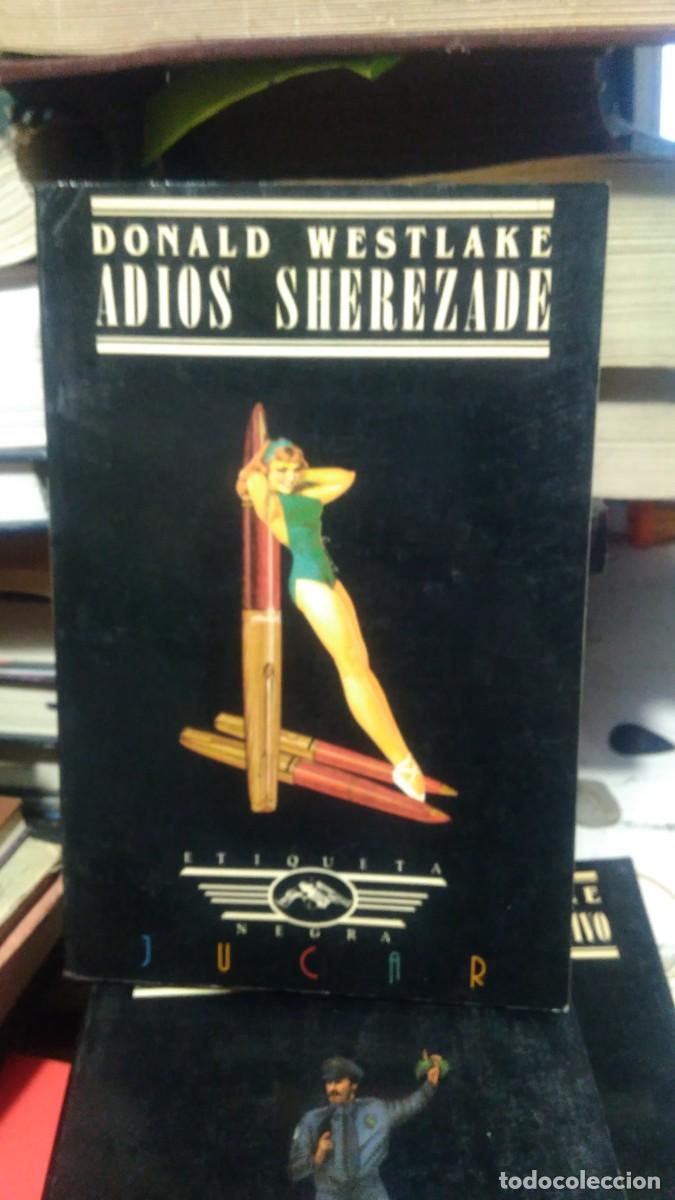 DONALD WESTLAKE
ADIOS SHEREZADE
ETIQUETA
NEGRA
JUCAR
todocoleccion